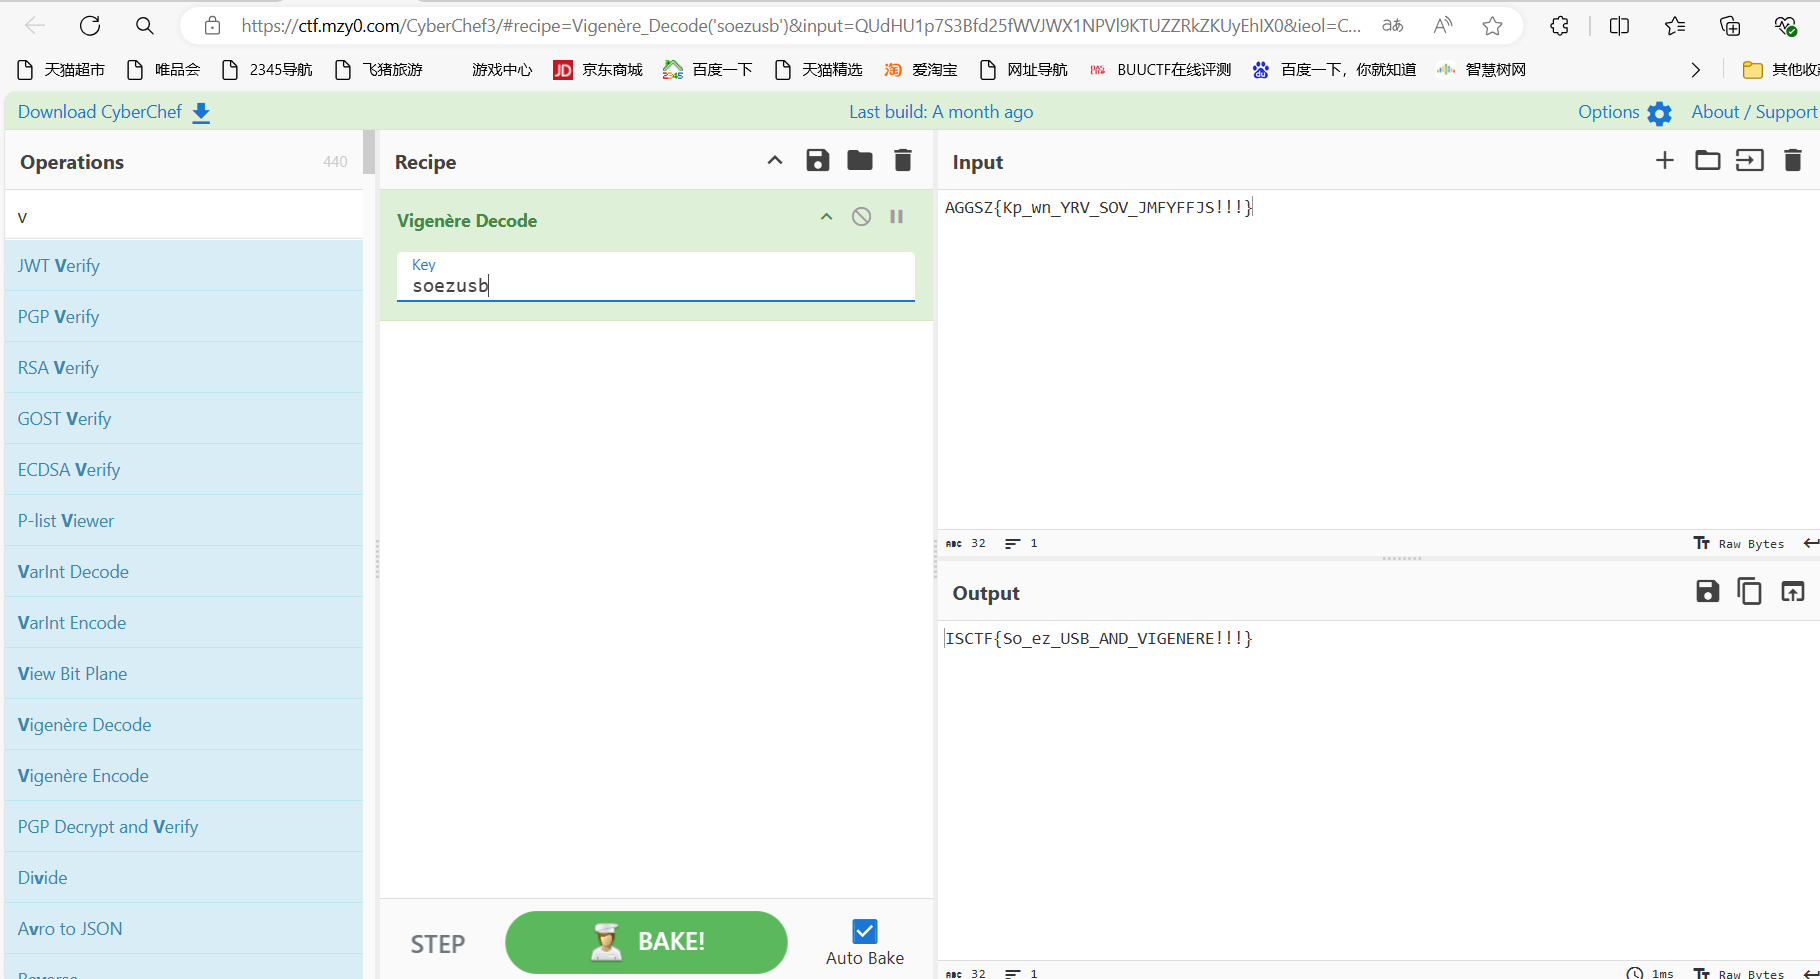 https://ctf.mzy0.com/CyberChef3/#recipe=Vigenère_Decode('soezusb')&input=QUdHU1p7S3Bfd25fWVJWX1NPVl9KTUZZRkZKUyEhIX0&ieol=C...
天猫超市 唯品会 2345导航 飞猪旅游 游戏中心 京东商城 百度一下 天猫精选 爱淘宝 网址导航 BUUCTF在线评测 百度一下，你就知道 智慧树网 其他收
Download CyberChef Last build: A month ago Options About / Support
Operations 440
v
JWT Verify
PGP Verify
RSA Verify
GOST Verify
ECDSA Verify
P-list Viewer
VarInt Decode
VarInt Encode
View Bit Plane
Vigenère Decode
Vigenère Encode
PGP Decrypt and Verify
Divide
Avro to JSON
Recipe
Vigenère Decode
Key
soezusb
STEP BAKE! Auto Bake
Input
AGGSZ{Kp_wn_YRV_SOV_JMFYFFJS!!!}
ABC 32 1 Raw Bytes
Output
ISCTF{So_ez_USB_AND_VIGENERE!!!}
ABC 32 1 1ms Raw Bytes